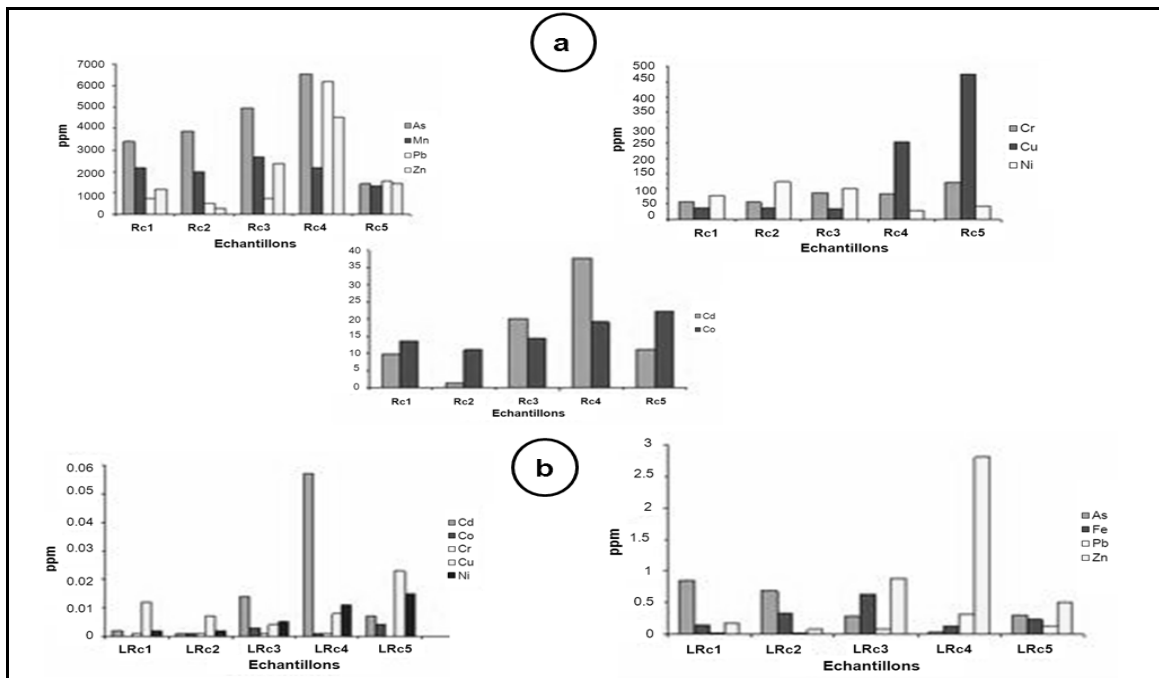 a
7000
6000
5000
4000
3000
2000
1000
0
ppm
Rc1 Rc2 Rc3 Rc4 Rc5
Echantillons
As
Mn
Pb
Zn
500
450
400
350
300
250
200
150
100
50
0
ppm
Rc1 Rc2 Rc3 Rc4 Rc5
Echantillons
Cr
Cu
Ni
40
35
30
25
20
15
10
5
0
ppm
Rc1 Rc2 Rc3 Rc4 Rc5
Echantillons
Cd
Co
b
0.06
0.05
0.04
0.03
0.02
0.01
0
ppm
LRc1 LRc2 LRc3 LRc4 LRc5
Echantillons
Cd
Co
Cr
Cu
Ni
3
2.5
2
1.5
1
0.5
0
ppm
LRc1 LRc2 LRc3 LRc4 LRc5
Echantillons
As
Fe
Pb
Zn